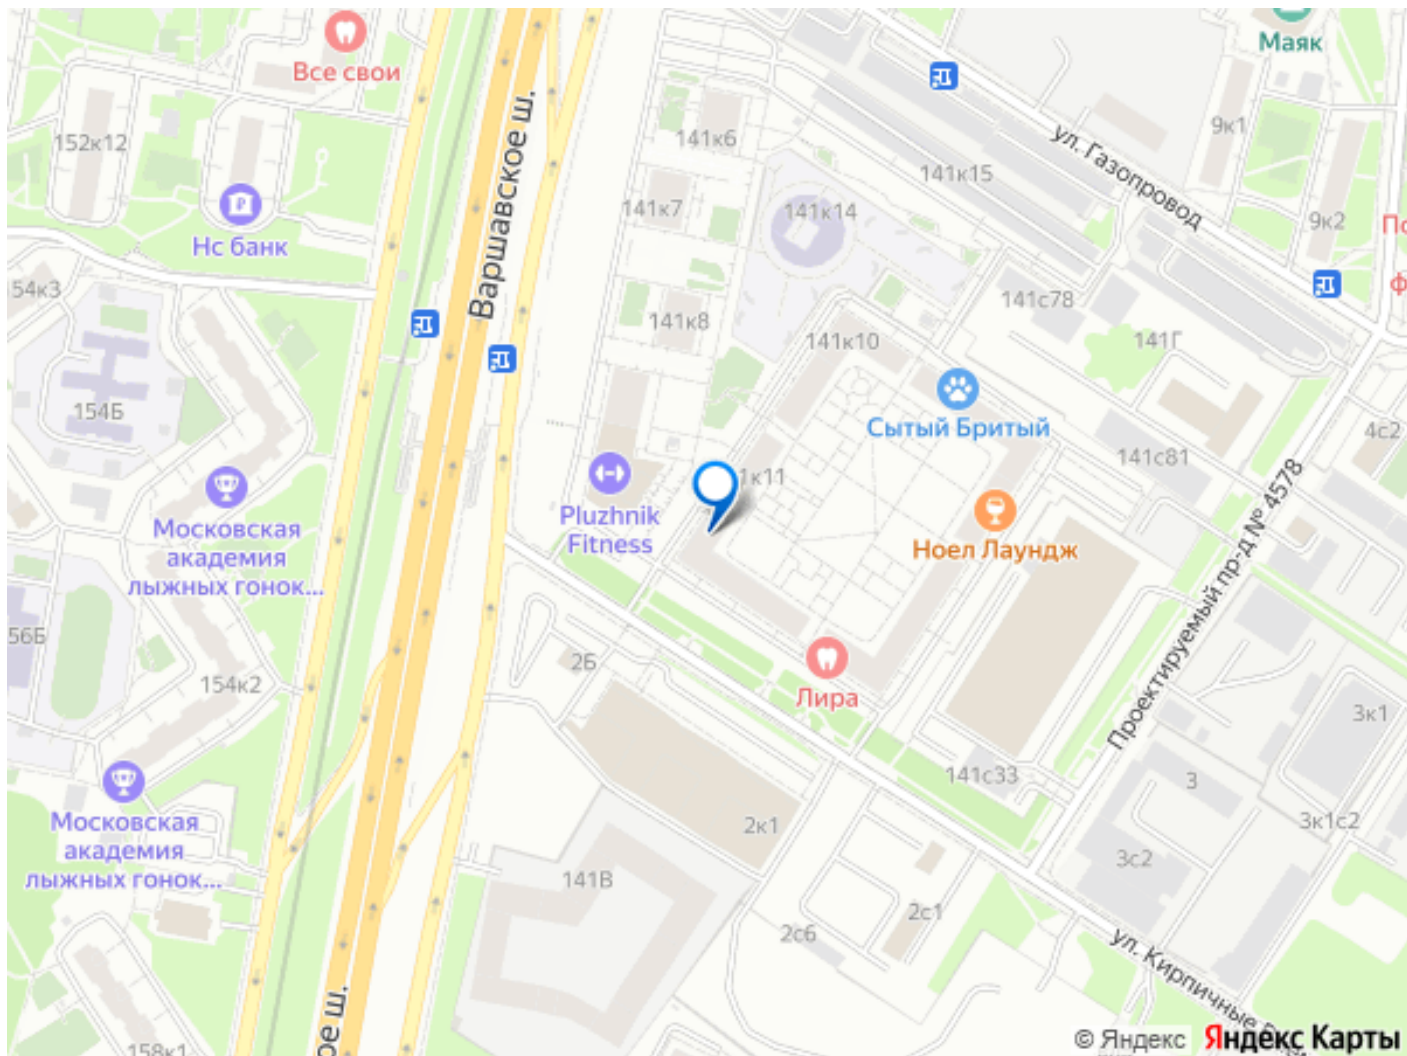 Все свои
Маяк
152к12
Варшавское ш.
141к6
ул. Газопровод
9к1
141к15
141к7
141к14
9к2
Нс банк
54к3
141к8
141к10
141с78
141Г
154Б
Сытый Бритый
4с2
141с81
1к11
Московская
академия
лыжных гонок...
Pluzhnik
Fitness
Ноел Лаундж
Проектируемый пр-д № 4578
56Б
154к2
2Б
Лира
3к1
141с33
3
3к1с2
2к1
Московская
академия
лыжных гонок...
141В
3с2
2с1
2с6
ул. Кирпичные
ое ш.
158к1
© Яндекс Яндекс Карты